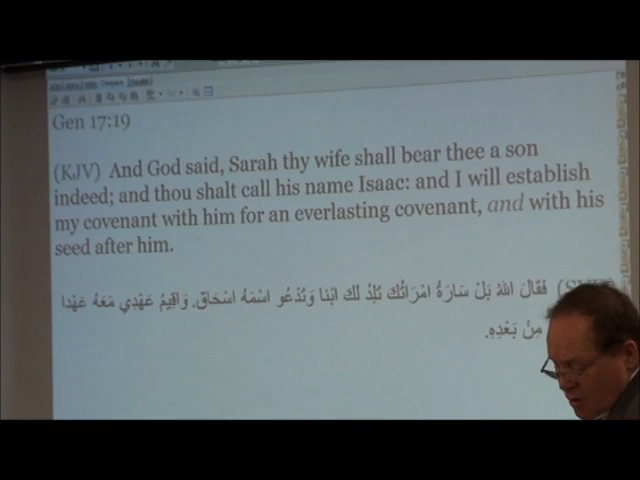 Gen 17:19
(KJV) And God said, Sarah thy wife shall bear thee a son
indeed; and thou shalt call his name Isaac: and I will establish
my covenant with him for an everlasting covenant, and with his
seed after him.
فَقَالَ اللهُ بَلْ سَارَةُ امْرَاتُكَ تَلِدُ لَكَ ابْنا وَتَدْعُو اسْمَهُ اسْحَاقَ. وَاقِيمُ عَهْدِي مَعَهُ عَهْدا
مِنْ بَعْدِهِ.